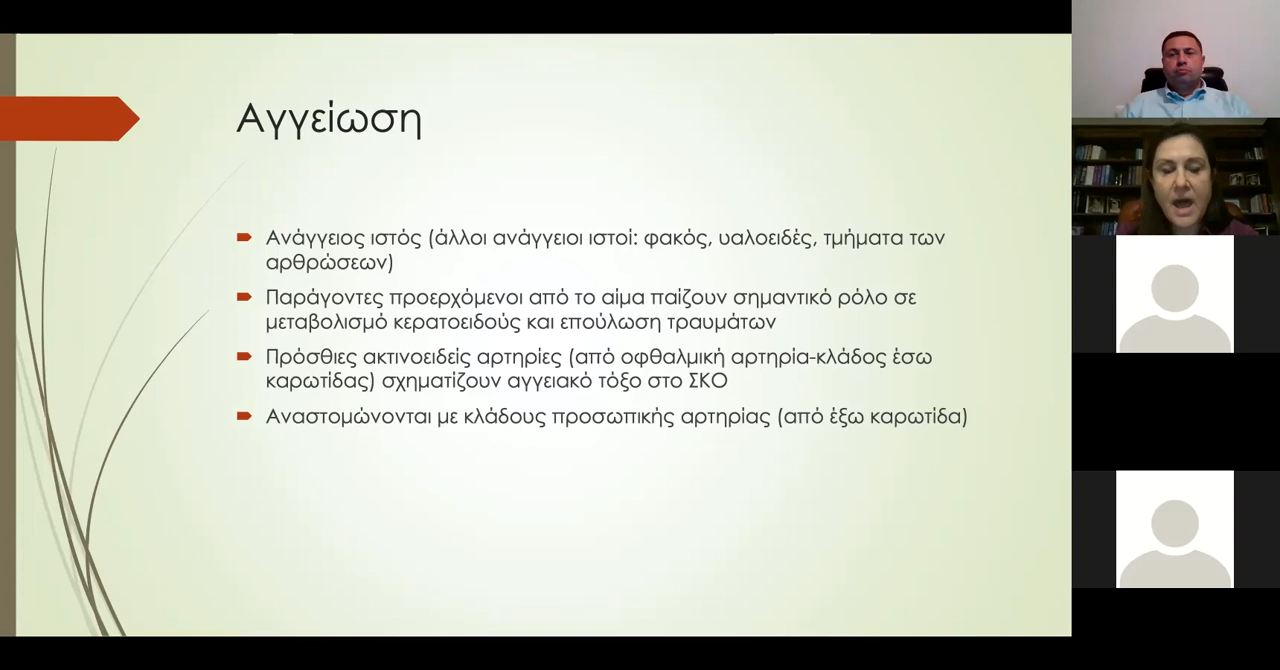 Αγγείωση
Ανάγγειος ιστός (άλλοι ανάγγειοι ιστοί: φακός, υαλοειδές, τμήματα των
αρθρώσεων)
Παράγοντες προερχόμενοι από το αίμα παίζουν σημαντικό ρόλο σε
μεταβολισμό κερατοειδούς και επούλωση τραυμάτων
Πρόσθιες ακτινοειδείς αρτηρίες (από οφθαλμική αρτηρία-κλάδος έσω
καρωτίδας) σχηματίζουν αγγειακό τόξο στο ΣΚΟ
Αναστομώνονται με κλάδους προσωπικής αρτηρίας (από έξω καρωτίδα)